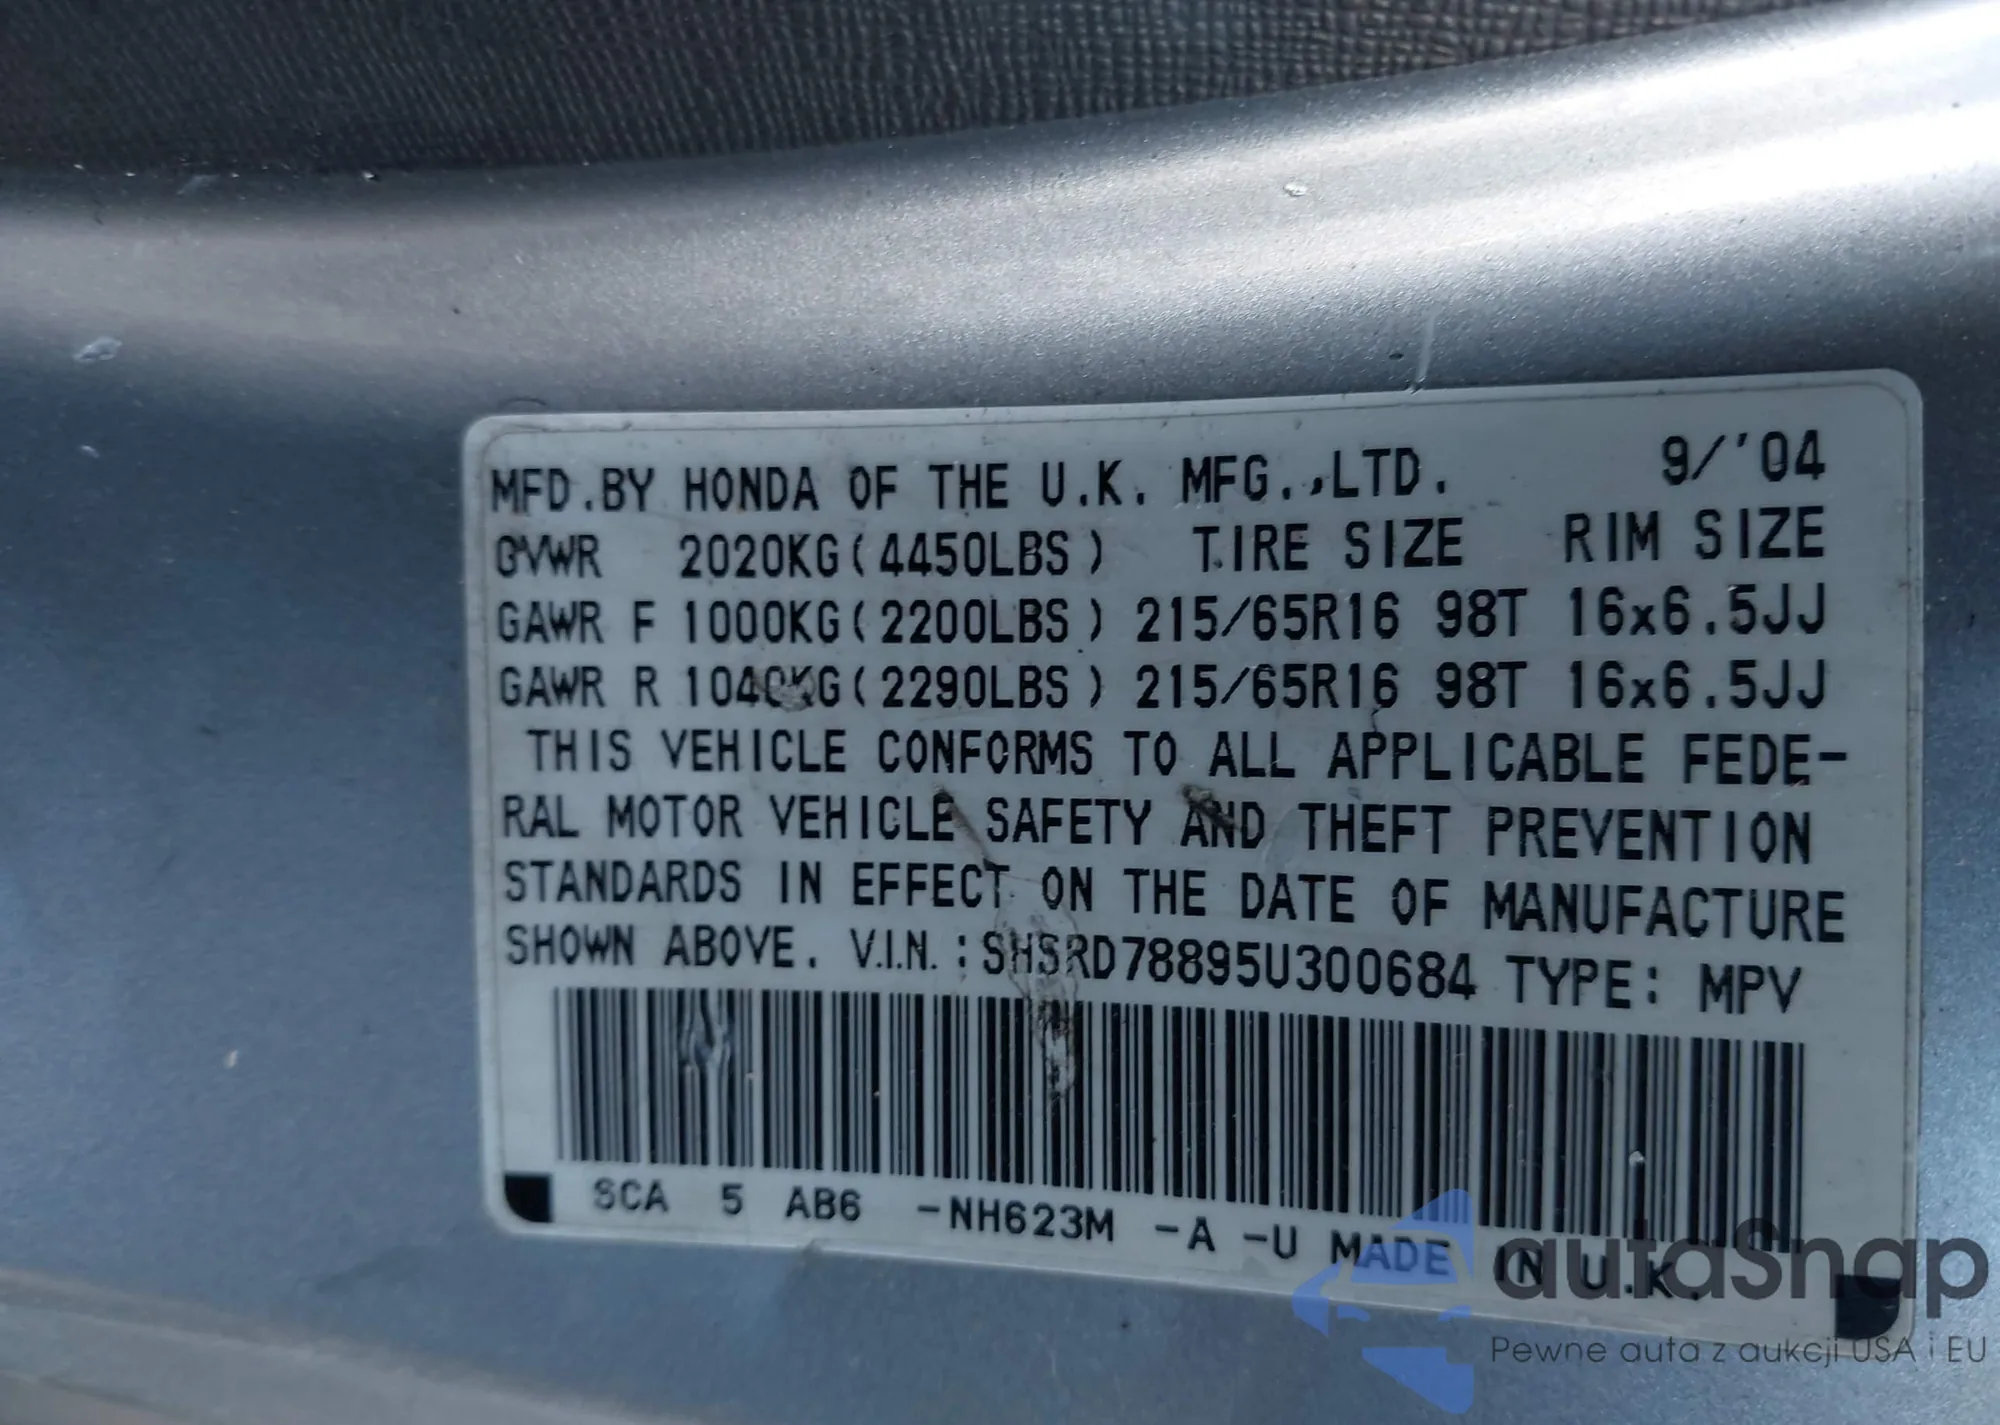 MFD.BY HONDA OF THE U.K. MFG.,LTD. 9/'04
GVWR 2020KG(4450LBS) TIRE SIZE RIM SIZE
GAWR F 1000KG(2200LBS) 215/65R16 98T 16x6.5JJ
GAWR R 1040KG(2290LBS) 215/65R16 98T 16x6.5JJ
THIS VEHICLE CONFORMS TO ALL APPLICABLE FEDE-
RAL MOTOR VEHICLE SAFETY AND THEFT PREVENTION
STANDARDS IN EFFECT ON THE DATE OF MANUFACTURE
SHOWN ABOVE. V.I.N. : SHSRD78895U300684 TYPE: MPV
SCA 5 AB6 -NH623M -A -U MADE IN U.K.
autaSnap
Pewne auta z aukcji USA i EU